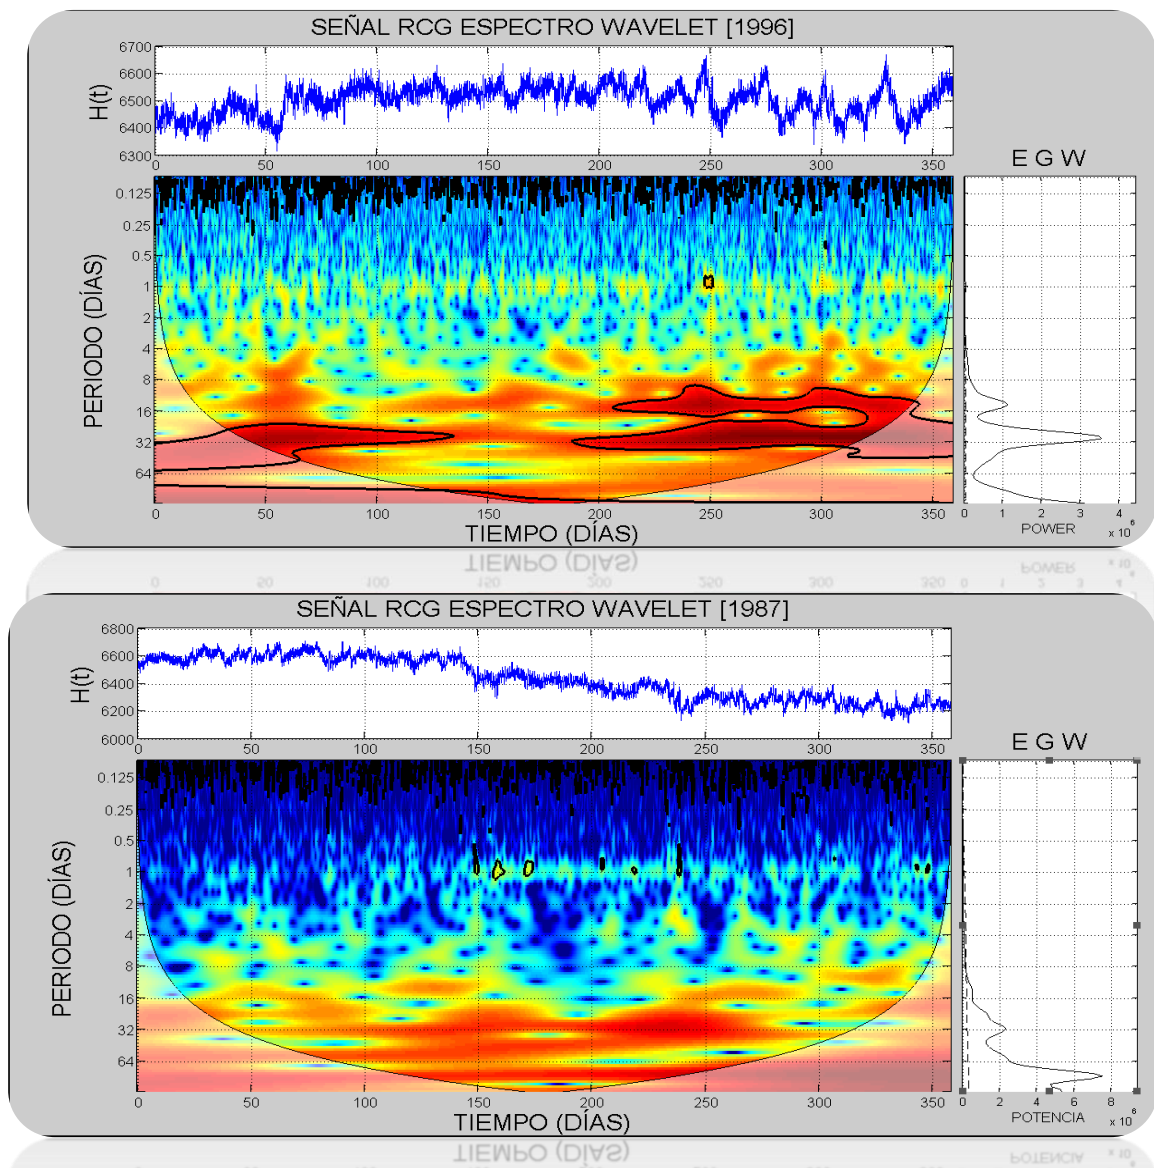 SEÑAL RCG ESPECTRO WAVELET [1996]
H(t)
6700
6600
6500
6400
6300
0 50 100 150 200 250 300 350
E G W
PERIODO (DÍAS)
0.125
0.25
0.5
1
2
4
8
16
32
64
0 50 100 150 200 250 300 350
TIEMPO (DÍAS)
0 1 2 3 4
POWER
x 10^6
SEÑAL RCG ESPECTRO WAVELET [1987]
H(t)
6800
6600
6400
6200
6000
0 50 100 150 200 250 300 350
E G W
PERIODO (DÍAS)
0.125
0.25
0.5
1
2
4
8
16
32
64
0 50 100 150 200 250 300 350
TIEMPO (DÍAS)
0 2 4 6 8
POTENCIA
x 10^6